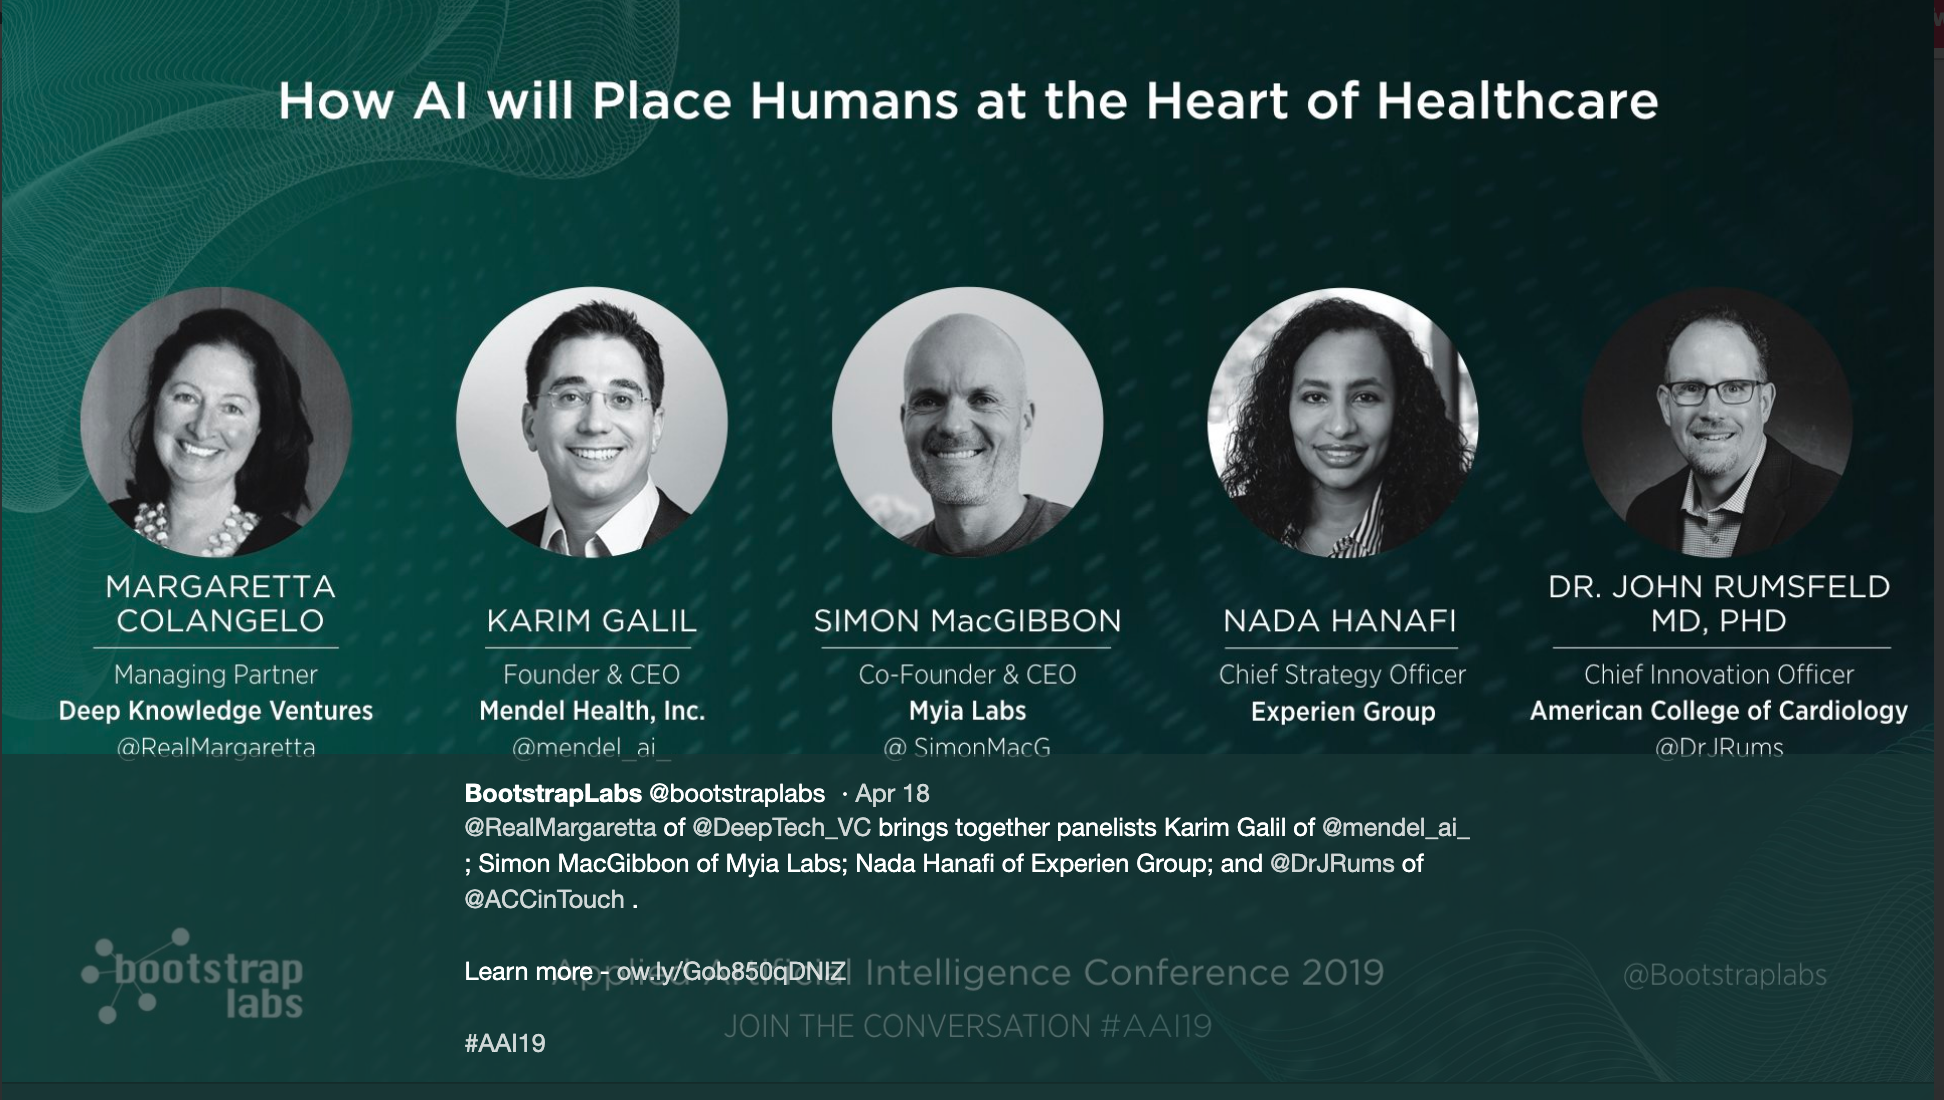 How AI will Place Humans at the Heart of Healthcare
MARGARETTA
COLANGELO
Managing Partner
Deep Knowledge Ventures
@RealMargaretta
KARIM GALIL
Founder & CEO
Mendel Health, Inc.
@mendel_ai_
SIMON MacGIBBON
Co-Founder & CEO
Myia Labs
@ SimonMacG
NADA HANAFI
Chief Strategy Officer
Experien Group
DR. JOHN RUMSFELD
MD, PHD
Chief Innovation Officer
American College of Cardiology
@DrJRums
BootstrapLabs @bootstraplabs · Apr 18
@RealMargaretta of @DeepTech_VC brings together panelists Karim Galil of @mendel_ai_
; Simon MacGibbon of Myia Labs; Nada Hanafi of Experien Group; and @DrJRums of
@ACCinTouch .
Learn more - ow.ly/Gob850qDNIZ
#AAI19
bootstrap
labs
Applied Artificial Intelligence Conference 2019
JOIN THE CONVERSATION #AAI19
@Bootstraplabs